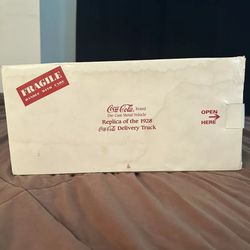 FRAGILE
HANDLE WITH CARE
Coca-Cola Brand
Die Cast Metal Vehicle
Replica of the 1928
Coca-Cola Delivery Truck
OPEN
HERE